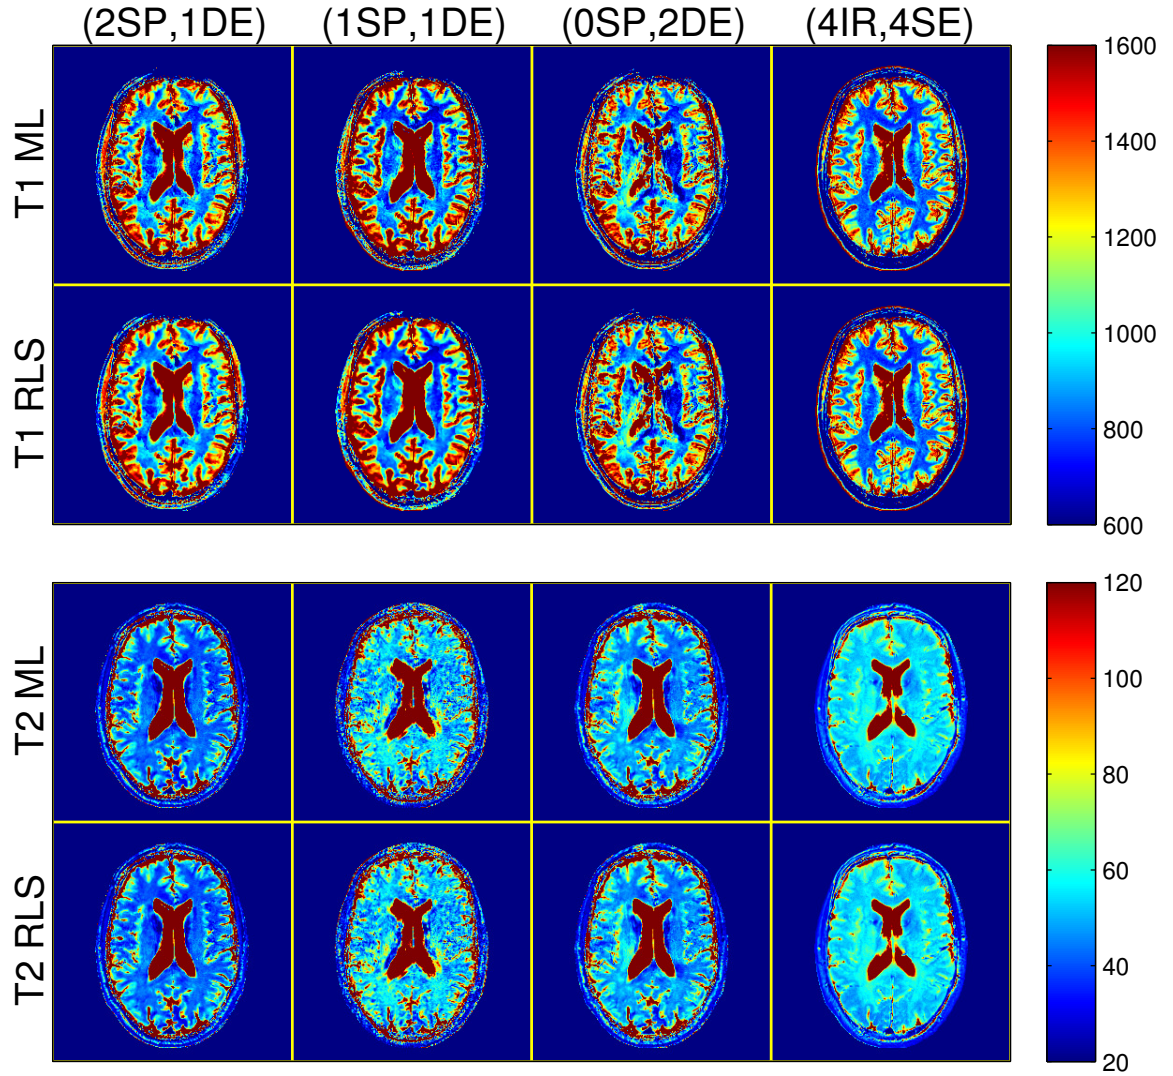 (2SP,1DE) (1SP,1DE) (0SP,2DE) (4IR,4SE)
T1 ML
T1 RLS
1600
1400
1200
1000
800
600
T2 ML
T2 RLS
120
100
80
60
40
20